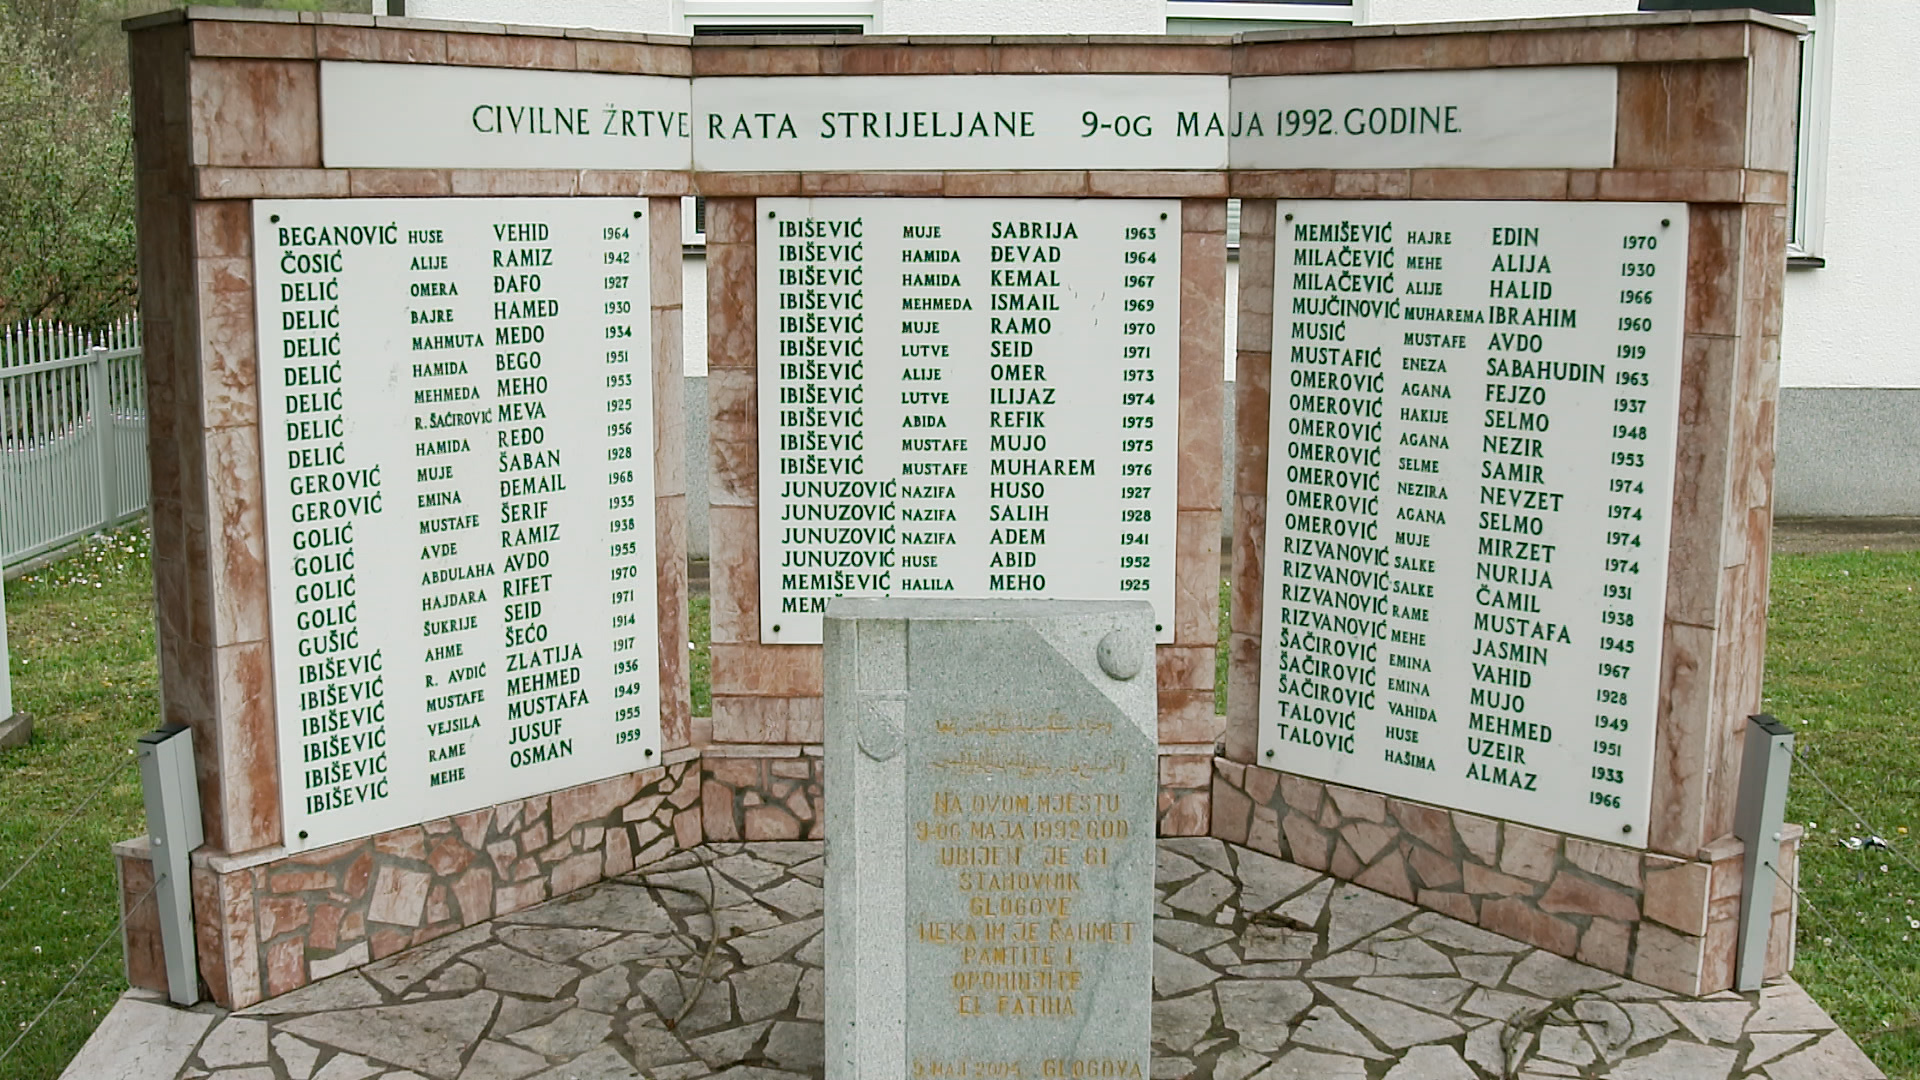 CIVILNE ŽRTVE RATA STRIJELJANE 9-OG MAJA 1992. GODINE.
BEGANOVIĆ HUSE VEHID 1964
ČOSIĆ ALIJE RAMIZ 1942
DELIĆ OMERA ĐAFO 1927
DELIĆ BAJRE HAMED 1930
DELIĆ MAHMUTA MEDO 1934
DELIĆ HAMIDA BEGO 1951
DELIĆ MEHMEDA MEHO 1953
DELIĆ R. ŠAĆIROVIĆ MEVA 1925
DELIĆ HAMIDA REĐO 1956
GEROVIĆ MUJE ŠABAN 1928
GEROVIĆ EMINA ĐEMAIL 1968
GOLIĆ MUSTAFE ŠERIF 1935
GOLIĆ AVDE RAMIZ 1938
GOLIĆ ABDULAHA AVDO 1955
GOLIĆ HAJDARA RIFET 1970
GUŠIĆ ŠUKRIJE SEID 1971
IBIŠEVIĆ AHME ŠEĆO 1914
IBIŠEVIĆ R. AVDIĆ ZLATIJA 1917
IBIŠEVIĆ MUSTAFE MEHMED 1936
IBIŠEVIĆ VEJSILA MUSTAFA 1949
IBIŠEVIĆ RAME JUSUF 1955
IBIŠEVIĆ MEHE OSMAN 1959
IBIŠEVIĆ MUJE SABRIJA 1963
IBIŠEVIĆ HAMIDA ĐEVAD 1964
IBIŠEVIĆ HAMIDA KEMAL 1967
IBIŠEVIĆ MEHMEDA ISMAIL 1969
IBIŠEVIĆ MUJE RAMO 1970
IBIŠEVIĆ LUTVE SEID 1971
IBIŠEVIĆ ALIJE OMER 1973
IBIŠEVIĆ LUTVE ILIJAZ 1974
IBIŠEVIĆ ABIDA REFIK 1975
IBIŠEVIĆ MUSTAFE MUJO 1975
IBIŠEVIĆ MUSTAFE MUHAREM 1976
JUNUZOVIĆ NAZIFA HUSO 1927
JUNUZOVIĆ NAZIFA SALIH 1928
JUNUZOVIĆ NAZIFA ADEM 1941
JUNUZOVIĆ HUSE ABID 1952
MEMIŠEVIĆ HALILA MEHO 1925
MEMIŠEVIĆ HAJRE EDIN 1970
MILAČEVIĆ MEHE ALIJA 1930
MILAČEVIĆ ALIJE HALID 1966
MUJČINOVIĆ MUHAREMA IBRAHIM 1960
MUSIĆ MUSTAFE AVDO 1919
MUSTAFIĆ ENEZA SABAHUDIN 1963
OMEROVIĆ AGANA FEJZO 1937
OMEROVIĆ HAKIJE SELMO 1948
OMEROVIĆ AGANA NEZIR 1953
OMEROVIĆ SELME SAMIR 1974
OMEROVIĆ NEZIRA NEVZET 1974
OMEROVIĆ AGANA SELMO 1974
OMEROVIĆ MUJE MIRZET 1974
RIZVANOVIĆ SALKE NURIJA 1931
RIZVANOVIĆ SALKE ČAMIL 1938
RIZVANOVIĆ RAME MUSTAFA 1945
RIZVANOVIĆ MEHE JASMIN 1967
ŠAĆIROVIĆ EMINA VAHID 1928
ŠAĆIROVIĆ EMINA MUJO 1949
ŠAĆIROVIĆ VAHIDA MEHMED 1951
TALOVIĆ HUSE UZEIR 1933
TALOVIĆ HAŠIMA ALMAZ 1966
NA OVOM MJESTU
9-OG MAJA 1992 GOD
UBIJEN JE 61
STANOVNIK
GLOGOVE
NEKA IM JE RAHMET
PAMTITE I
OPOMINJITE
EL FATIHA
9 MAJ GLOGOVA